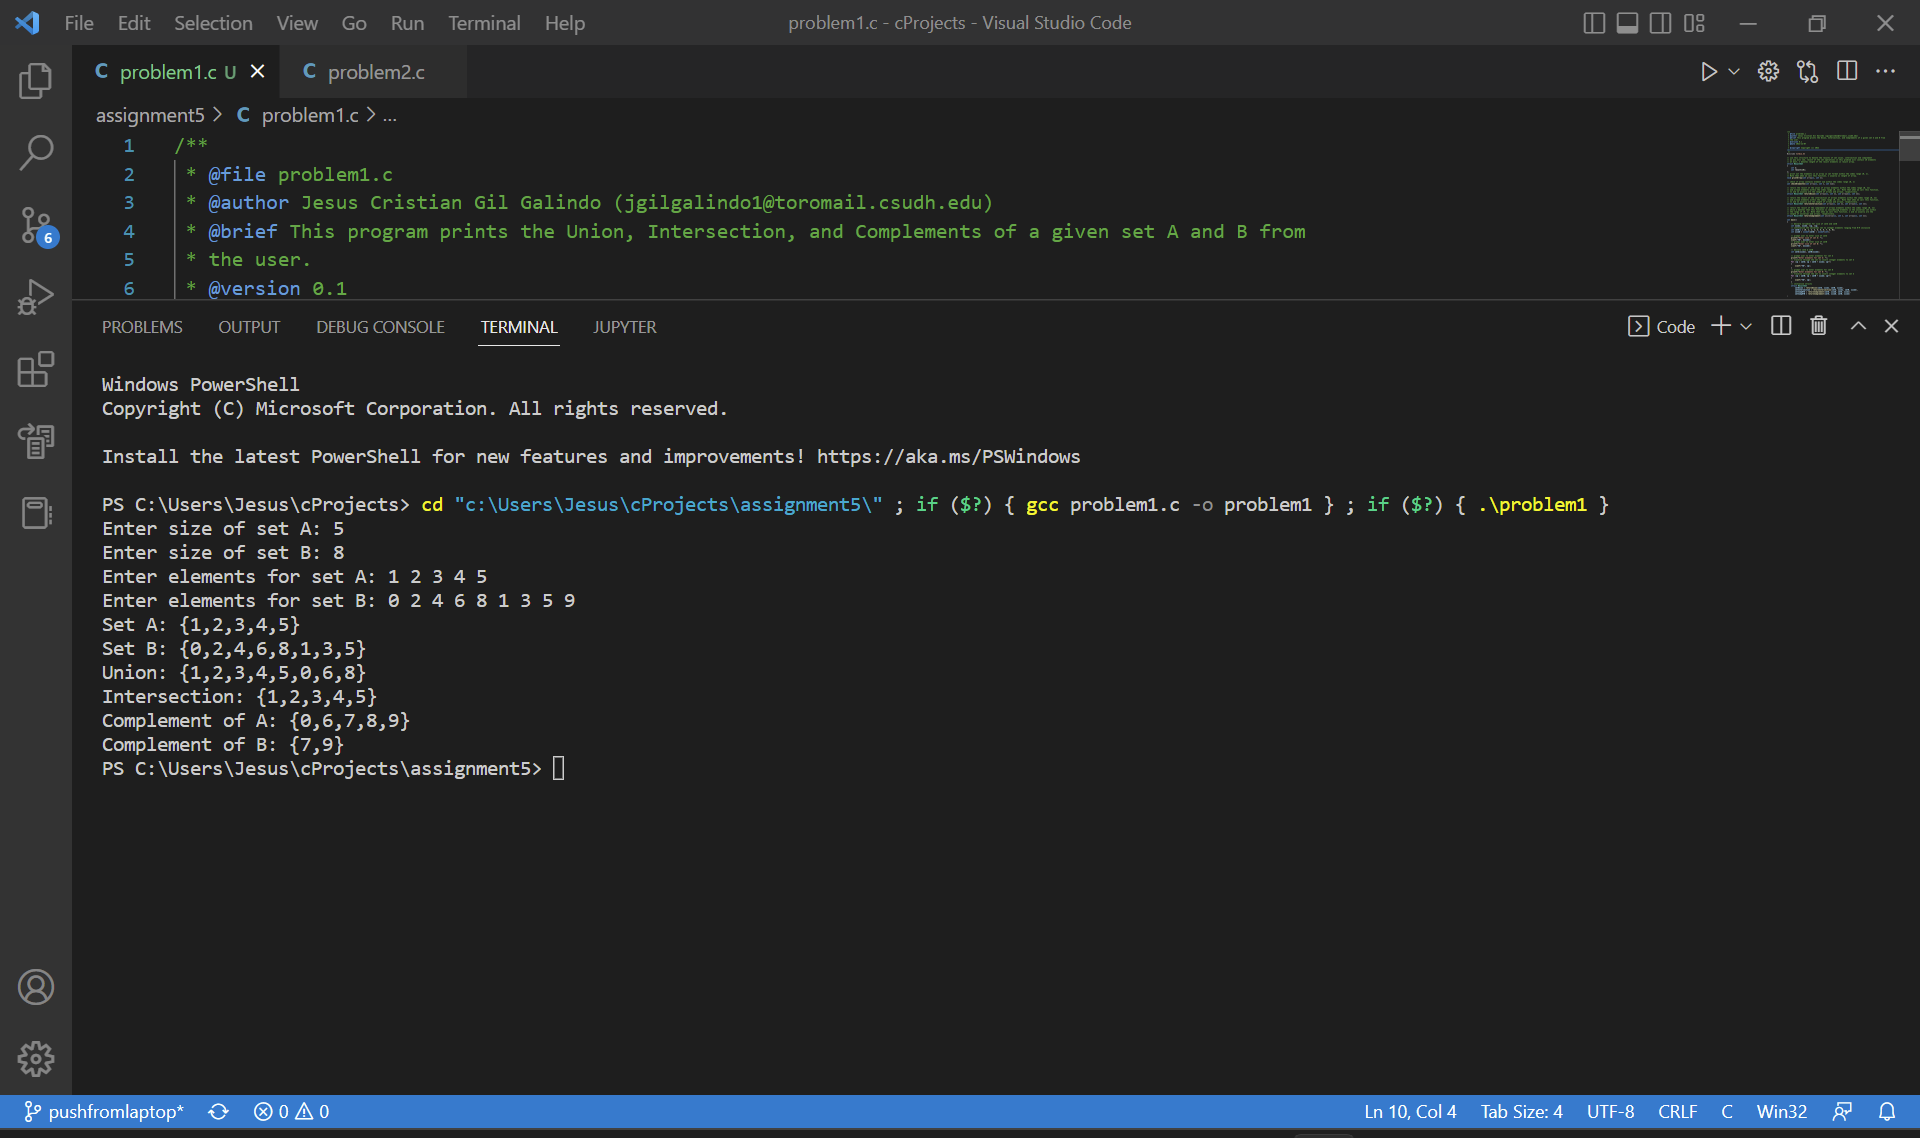 File Edit Selection View Go Run Terminal Help problem1.c - cProjects - Visual Studio Code
C problem1.c U C problem2.c
assignment5 > C problem1.c > ...
1 /**
2 * @file problem1.c
3 * @author Jesus Cristian Gil Galindo (jgilgalindo1@toromail.csudh.edu)
4 * @brief This program prints the Union, Intersection, and Complements of a given set A and B from
5 * the user.
6 * @version 0.1
6
PROBLEMS OUTPUT DEBUG CONSOLE TERMINAL JUPYTER Code
Windows PowerShell
Copyright (C) Microsoft Corporation. All rights reserved.
Install the latest PowerShell for new features and improvements! https://aka.ms/PSWindows
PS C:\Users\Jesus\cProjects> cd "c:\Users\Jesus\cProjects\assignment5\" ; if ($?) { gcc problem1.c -o problem1 } ; if ($?) { .\problem1 }
Enter size of set A: 5
Enter size of set B: 8
Enter elements for set A: 1 2 3 4 5
Enter elements for set B: 0 2 4 6 8 1 3 5 9
Set A: {1,2,3,4,5}
Set B: {0,2,4,6,8,1,3,5}
Union: {1,2,3,4,5,0,6,8}
Intersection: {1,2,3,4,5}
Complement of A: {0,6,7,8,9}
Complement of B: {7,9}
PS C:\Users\Jesus\cProjects\assignment5>
pushfromlaptop* 0 0 Ln 10, Col 4 Tab Size: 4 UTF-8 CRLF C Win32